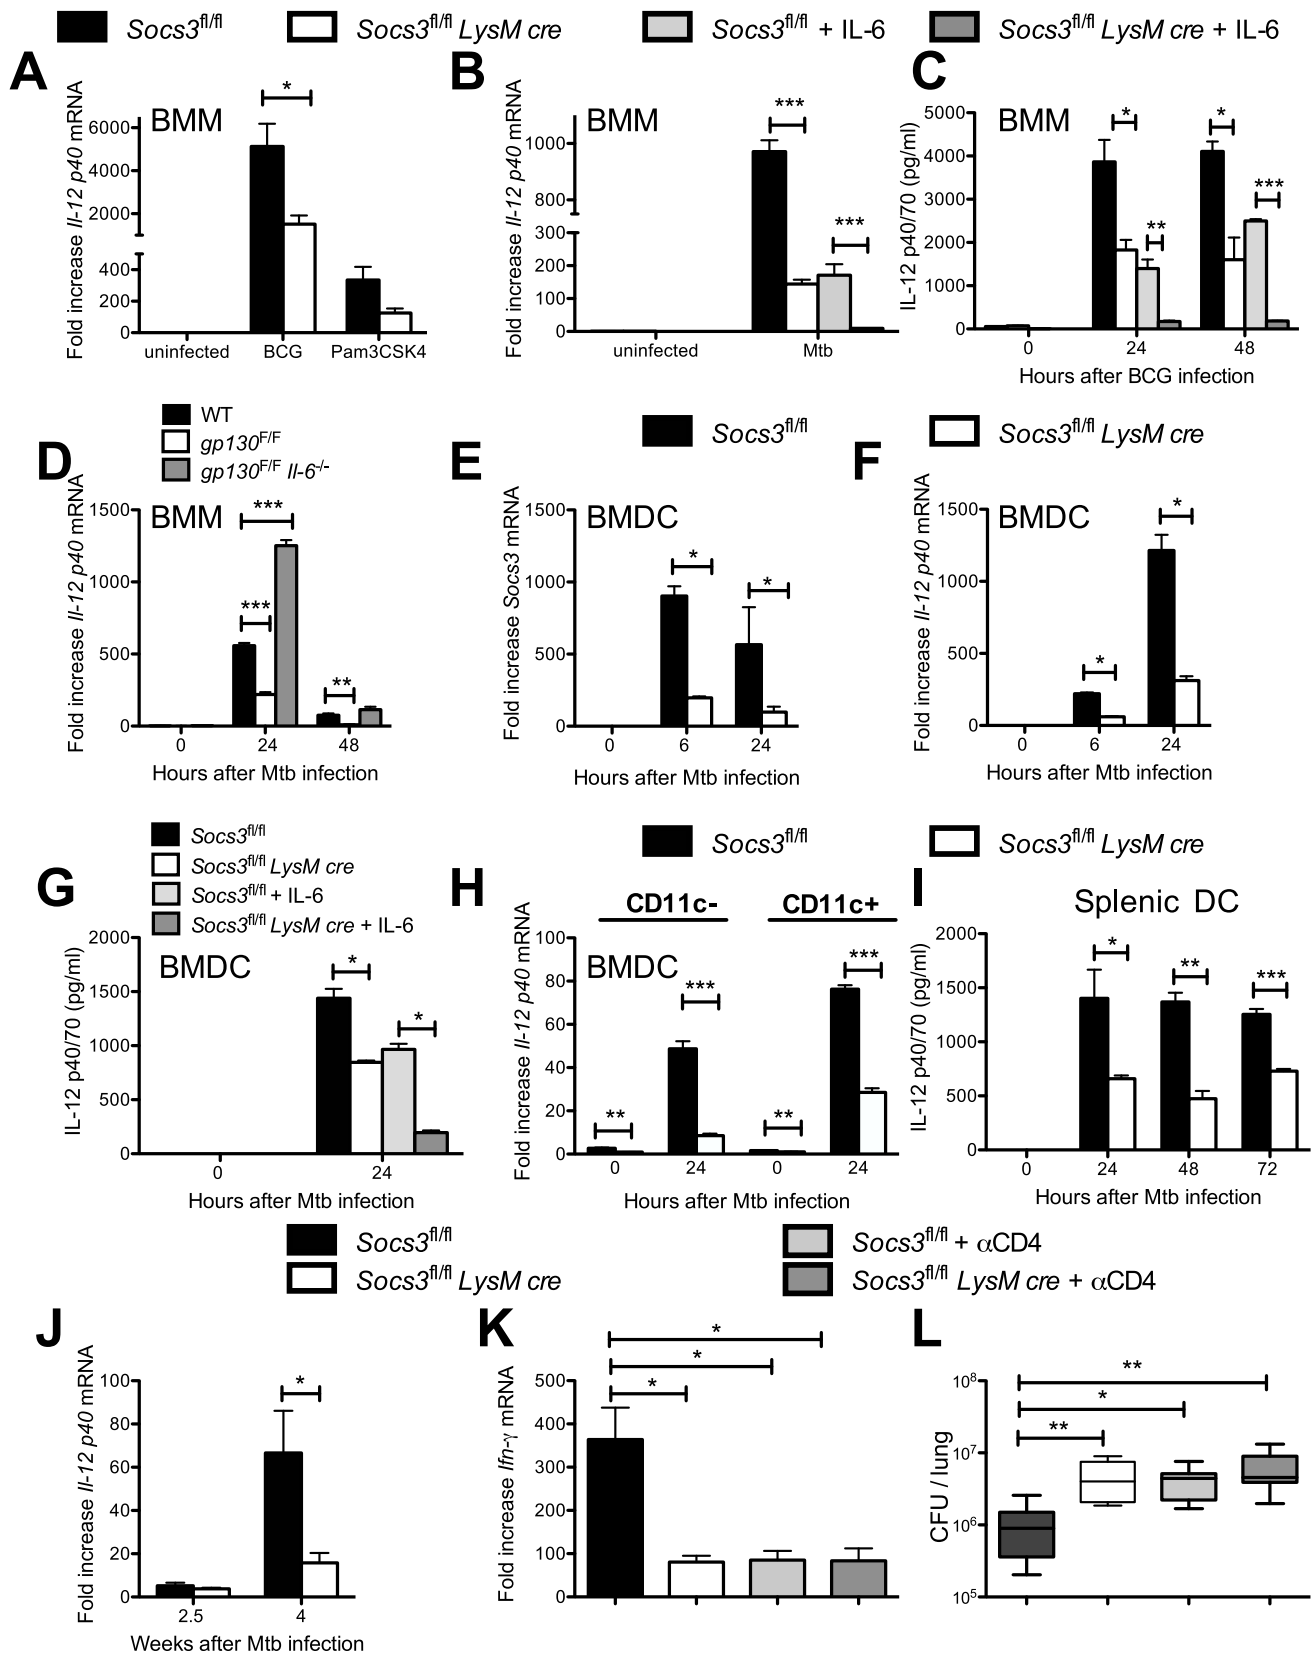 Socs3fl/fl
Socs3fl/fl LysM cre
Socs3fl/fl + IL-6
Socs3fl/fl LysM cre + IL-6
A
BMM
Fold increase Il-12 p40 mRNA
*
6000
4000
2000
400
200
0
uninfected
BCG
Pam3CSK4
B
BMM
Fold increase Il-12 p40 mRNA
***
***
1000
800
300
200
100
0
uninfected
Mtb
C
BMM
IL-12 p40/70 (pg/ml)
*
**
*
***
5000
4000
3000
2000
1000
0
0
24
48
Hours after BCG infection
WT
gp130F/F
gp130F/F Il-6-/-
D
BMM
Fold increase Il-12 p40 mRNA
***
***
**
1500
1000
500
0
0
24
48
Hours after Mtb infection
Socs3fl/fl
Socs3fl/fl LysM cre
E
BMDC
Fold increase Socs3 mRNA
*
*
1500
1000
500
0
0
6
24
Hours after Mtb infection
F
BMDC
Fold increase Il-12 p40 mRNA
*
*
1500
1000
500
0
0
6
24
Hours after Mtb infection
Socs3fl/fl
Socs3fl/fl LysM cre
Socs3fl/fl + IL-6
Socs3fl/fl LysM cre + IL-6
G
BMDC
IL-12 p40/70 (pg/ml)
*
*
2000
1500
1000
500
0
0
24
Hours after Mtb infection
Socs3fl/fl
Socs3fl/fl LysM cre
H
CD11c-
CD11c+
BMDC
Fold increase Il-12 p40 mRNA
**
***
**
***
100
80
60
40
20
0
0
24
0
24
Hours after Mtb infection
I
Splenic DC
IL-12 p40/70 (pg/ml)
*
**
***
2000
1500
1000
500
0
0
24
48
72
Hours after Mtb infection
Socs3fl/fl
Socs3fl/fl LysM cre
Socs3fl/fl + αCD4
Socs3fl/fl LysM cre + αCD4
J
Fold increase Il-12 p40 mRNA
*
100
80
60
40
20
0
2.5
4
Weeks after Mtb infection
K
Fold increase Ifn-γ mRNA
*
*
*
500
400
300
200
100
0
L
CFU / lung
**
*
**
10⁸
10⁷
10⁶
10⁵